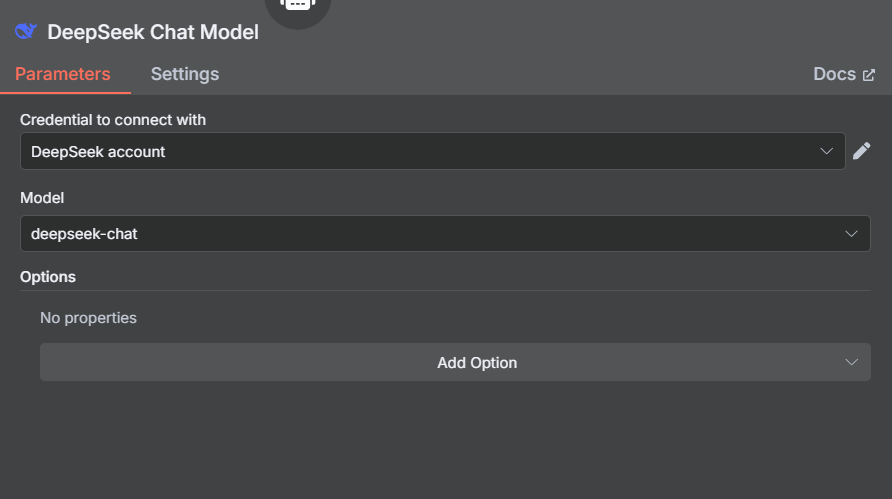 DeepSeek Chat Model
Parameters Settings Docs
Credential to connect with
DeepSeek account
Model
deepseek-chat
Options
No properties
Add Option